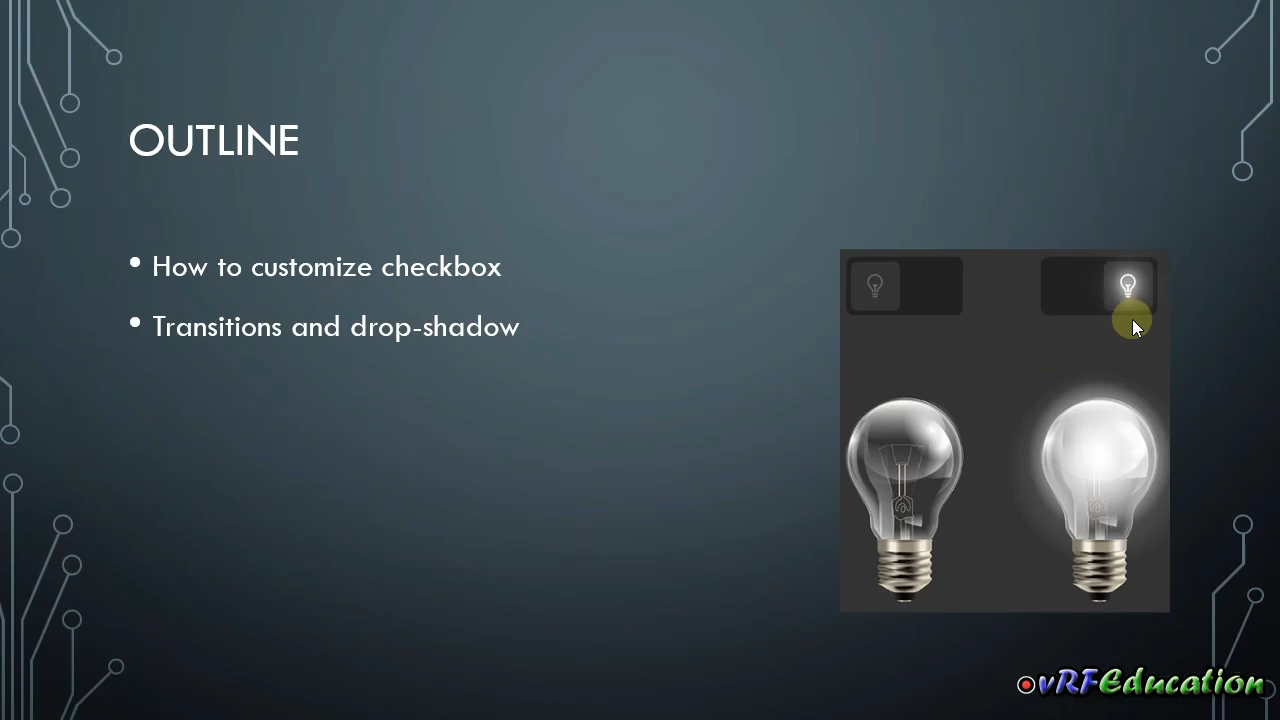 OUTLINE
• How to customize checkbox
• Transitions and drop-shadow
vRFEducation